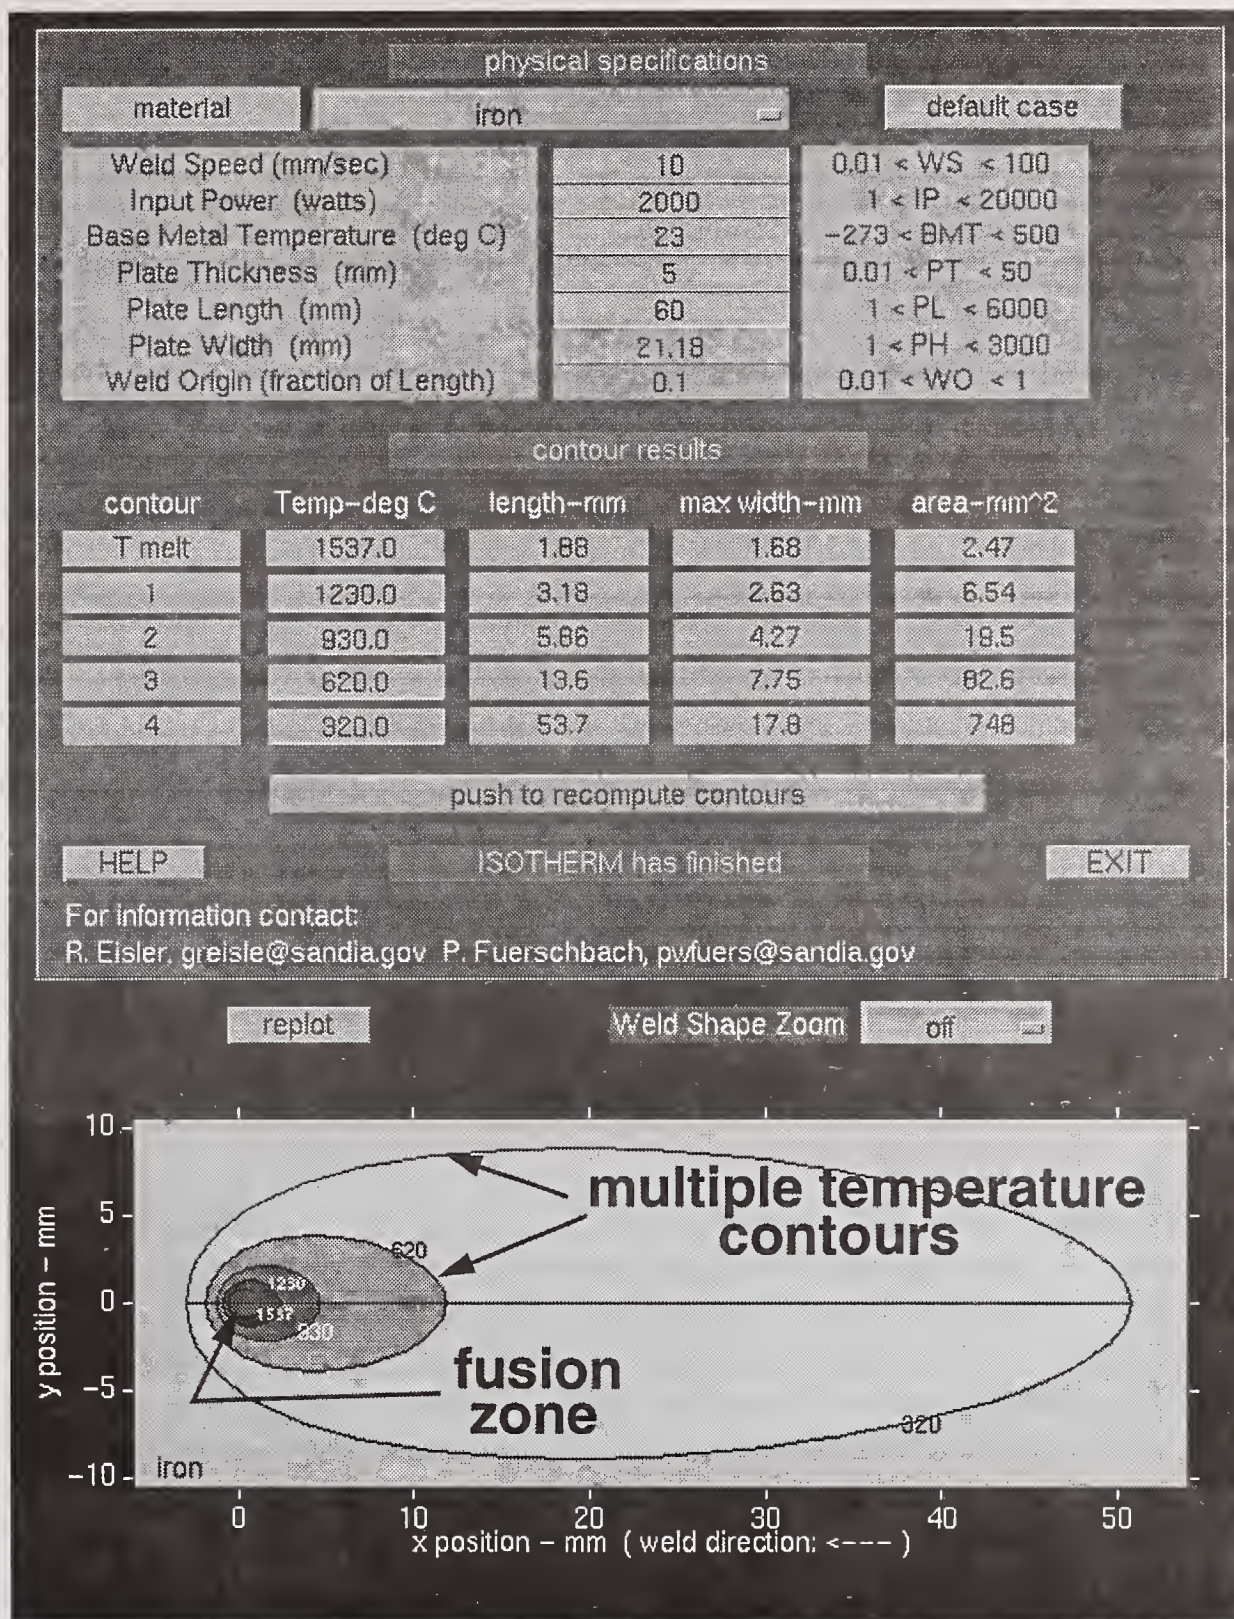 physical specifications
material iron default case
Weld Speed (mm/sec) 10 0.01 < WS < 100
Input Power (watts) 2000 1 < IP < 20000
Base Metal Temperature (deg C) 23 -273 < BMT < 500
Plate Thickness (mm) 5 0.01 < PT < 50
Plate Length (mm) 60 1 < PL < 6000
Plate Width (mm) 21.18 1 < PH < 3000
Weld Origin (fraction of Length) 0.1 0.01 < WO < 1
contour results
contour Temp-deg C length-mm max width-mm area-mm^2
T melt 1537.0 1.88 1.68 2.47
1 1230.0 3.18 2.63 6.54
2 930.0 5.86 4.27 19.5
3 620.0 13.6 7.75 82.6
4 320.0 53.7 17.8 748
push to recompute contours
HELP ISOTHERM has finished EXIT
For information contact:
R. Eisler, greisle@sandia.gov P. Fuerschbach, pwfuers@sandia.gov
replot Weld Shape Zoom off
10
5
0
-5
-10
y position - mm
multiple temperature
contours
620
1230
1537
930
fusion
zone
320
iron
0 10 20 30 40 50
x position - mm ( weld direction: <---- )